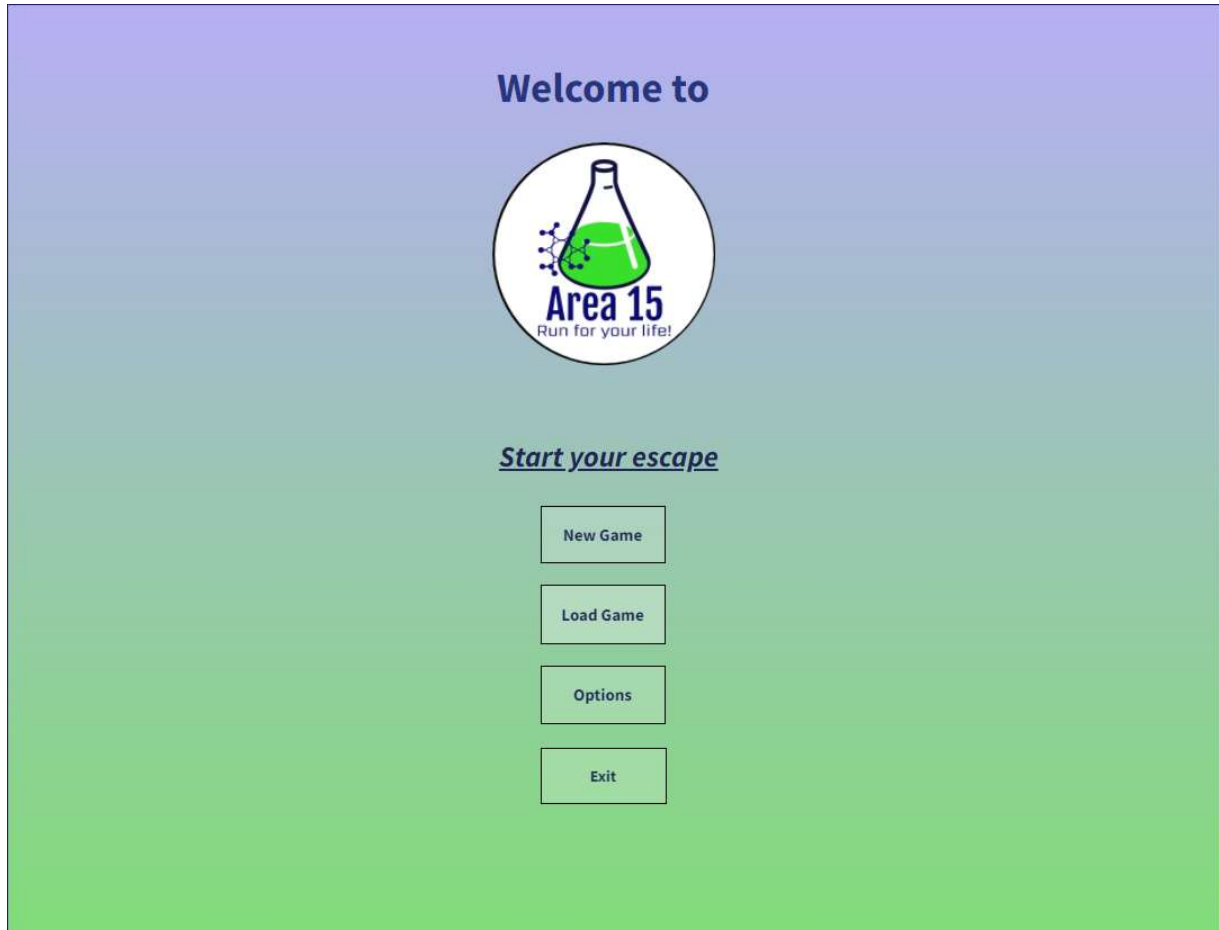 Welcome to
Area 15
Run for your life!
Start your escape
New Game
Load Game
Options
Exit